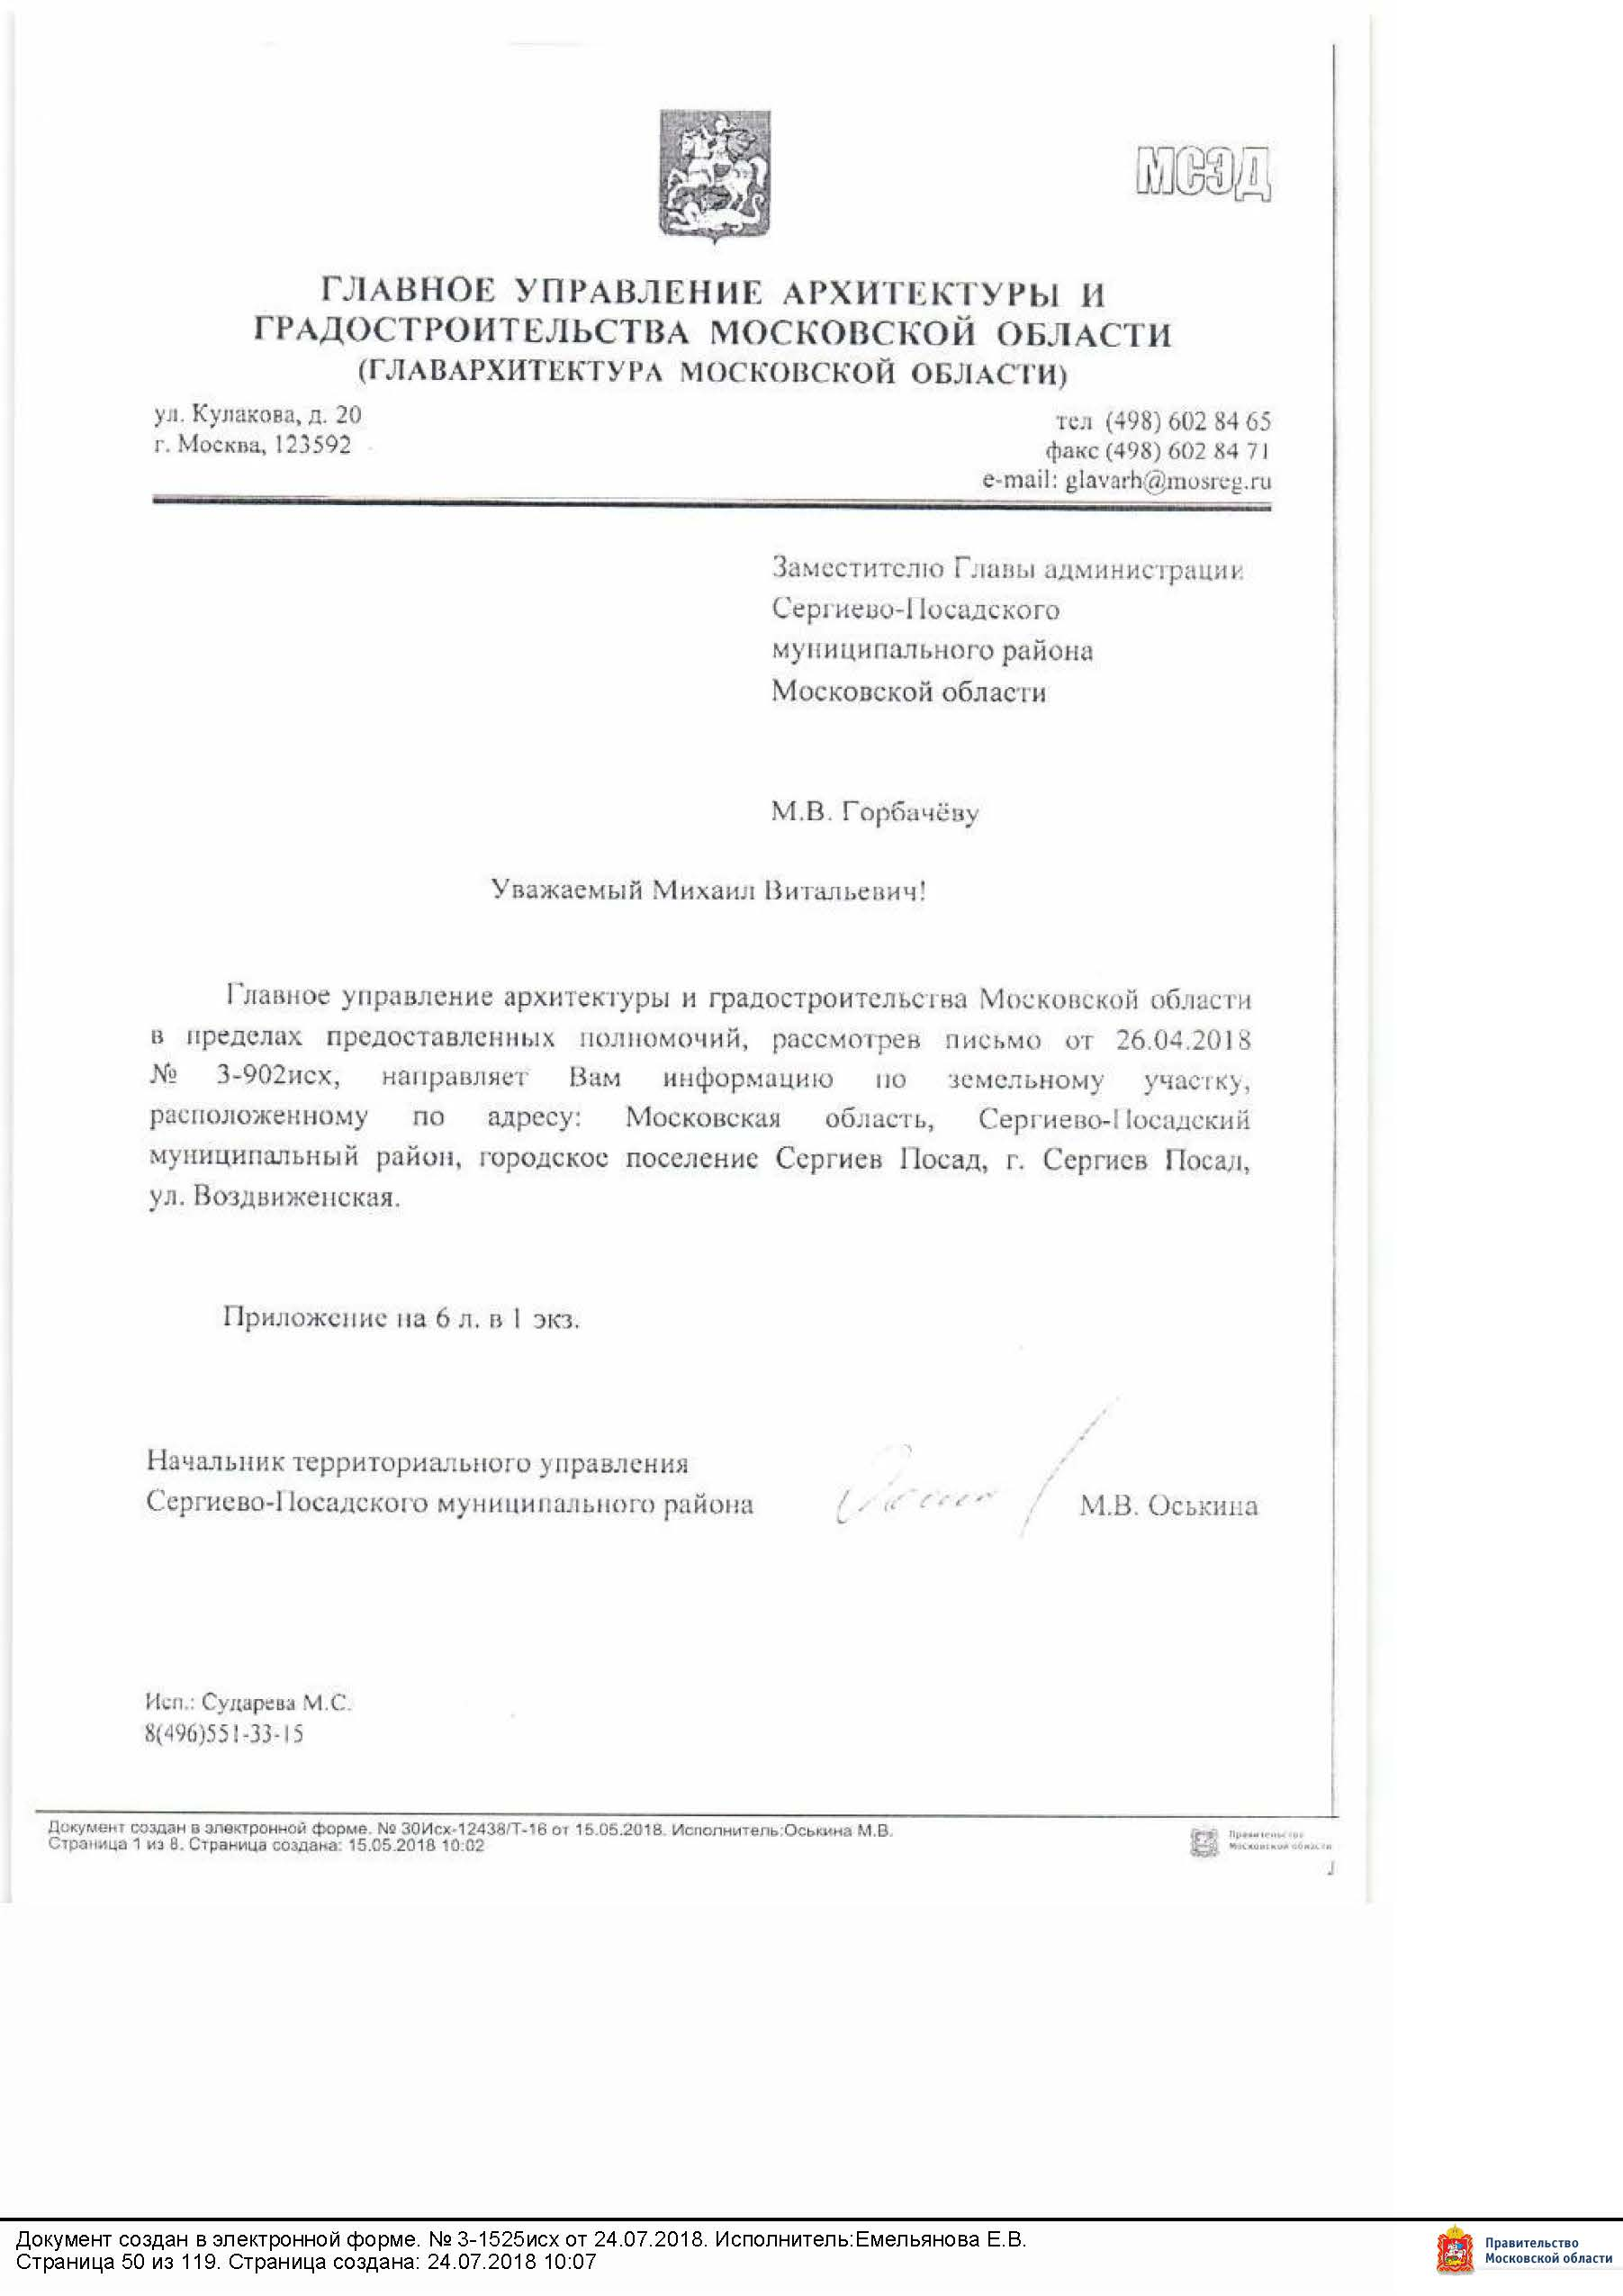 МСЭД
ГЛАВНОЕ УПРАВЛЕНИЕ АРХИТЕКТУРЫ И
ГРАДОСТРОИТЕЛЬСТВА МОСКОВСКОЙ ОБЛАСТИ
(ГЛАВАРХИТЕКТУРА МОСКОВСКОЙ ОБЛАСТИ)
ул. Кулакова, д. 20
г. Москва, 123592
тел (498) 602 84 65
факс (498) 602 84 71
e-mail: glavarh@mosreg.ru
Заместителю Главы администрации
Сергиево-Посадского
муниципального района
Московской области
М.В. Горбачёву
Уважаемый Михаил Витальевич!
Главное управление архитектуры и градостроительства Московской области
в пределах предоставленных полномочий, рассмотрев письмо от 26.04.2018
№ 3-902исх, направляет Вам информацию по земельному участку,
расположенному по адресу: Московская область, Сергиево-Посадский
муниципальный район, городское поселение Сергиев Посад, г. Сергиев Посад,
ул. Воздвиженская.
Приложение на 6 л. в 1 экз.
Начальник территориального управления
Сергиево-Посадского муниципального района
М.В. Оськина
Исп.: Сударева М.С.
8(496)551-33-15
Документ создан в электронной форме. № 30Исх-12438/Т-16 от 15.05.2018. Исполнитель:Оськина М.В.
Страница 1 из 8. Страница создана: 15.05.2018 10:02
Правительство
Московской области
Документ создан в электронной форме. № 3-1525исх от 24.07.2018. Исполнитель:Емельянова Е.В.
Страница 50 из 119. Страница создана: 24.07.2018 10:07
Правительство
Московской области